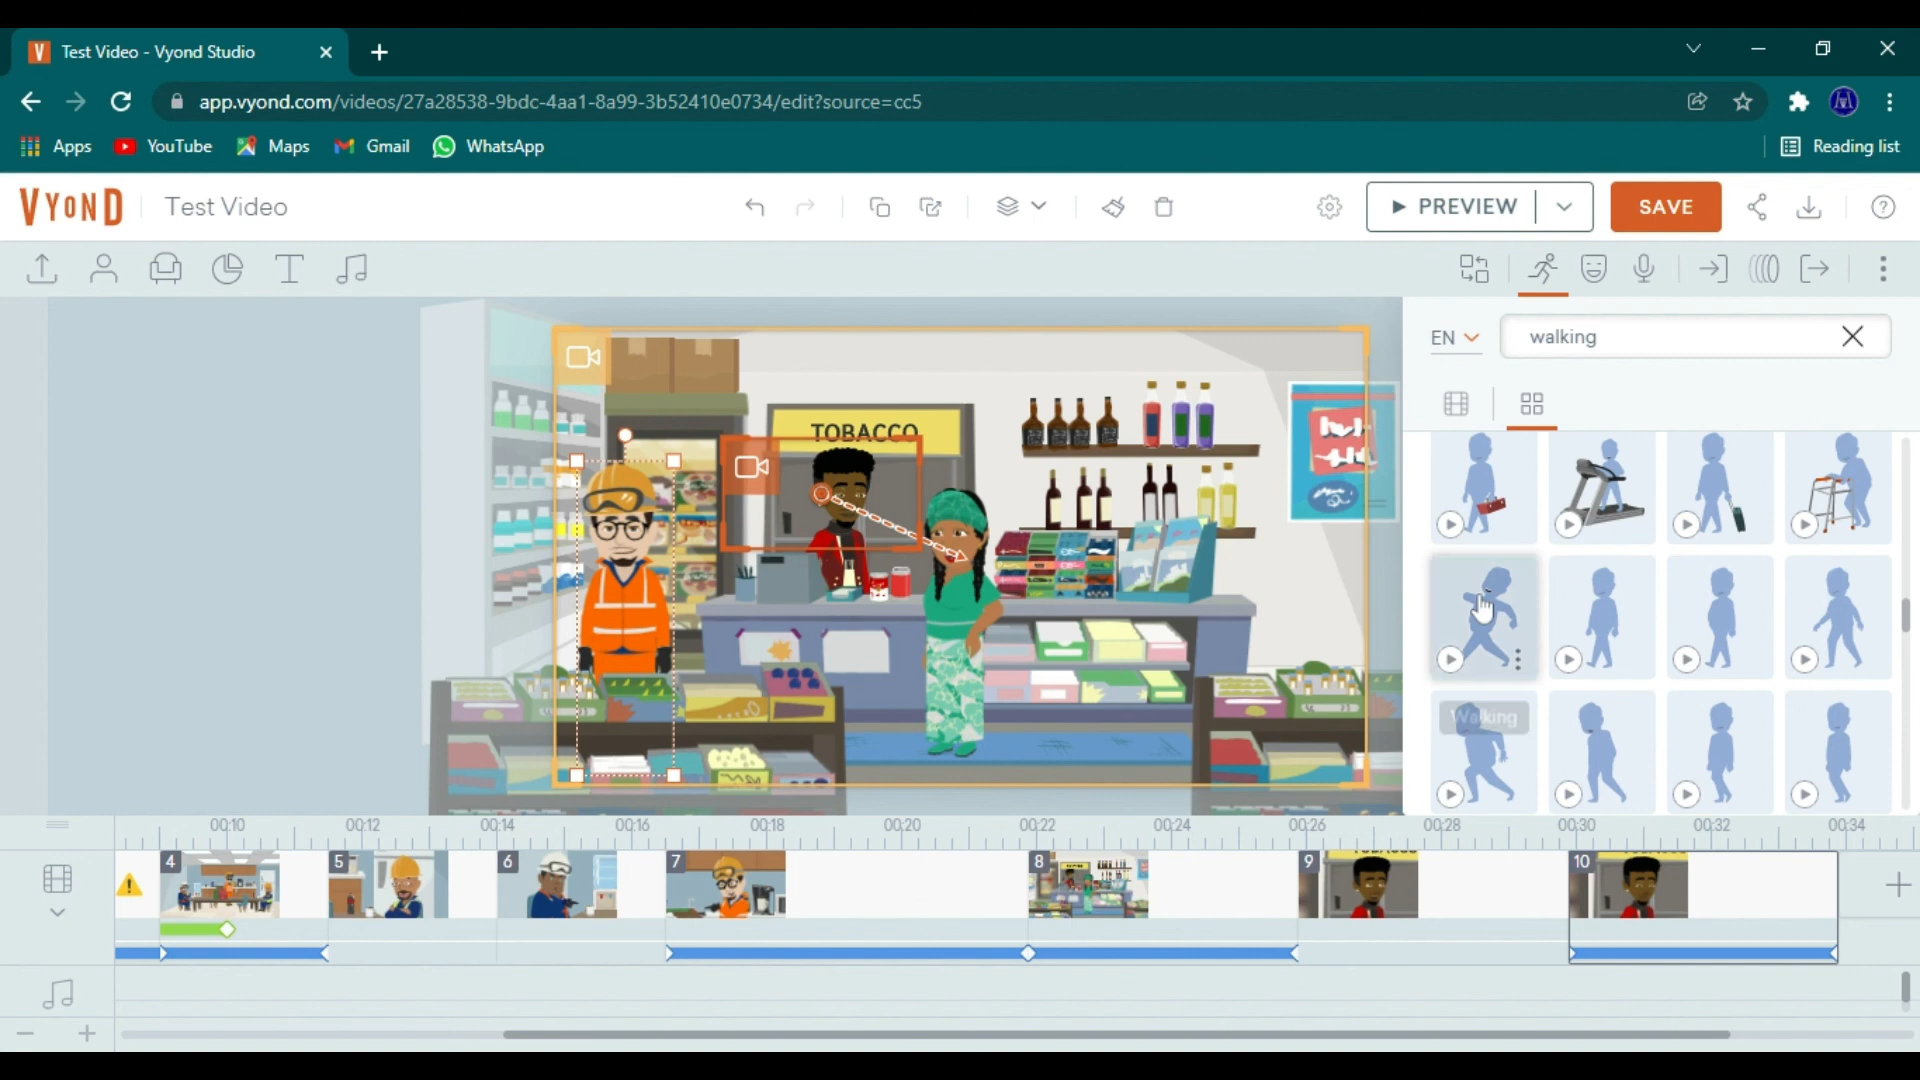 Test Video - Vyond Studio
app.vyond.com/videos/27a28538-9bdc-4aa1-8a99-3b52410e0734/edit?source=cc5
Apps YouTube Maps Gmail WhatsApp Reading list
VYOND Test Video PREVIEW SAVE
EN walking
TOBACCO
Walking
00:10 00:12 00:14 00:16 00:18 00:20 00:22 00:24 00:26 00:28 00:30 00:32 00:34
4 5 6 7 8 9 10